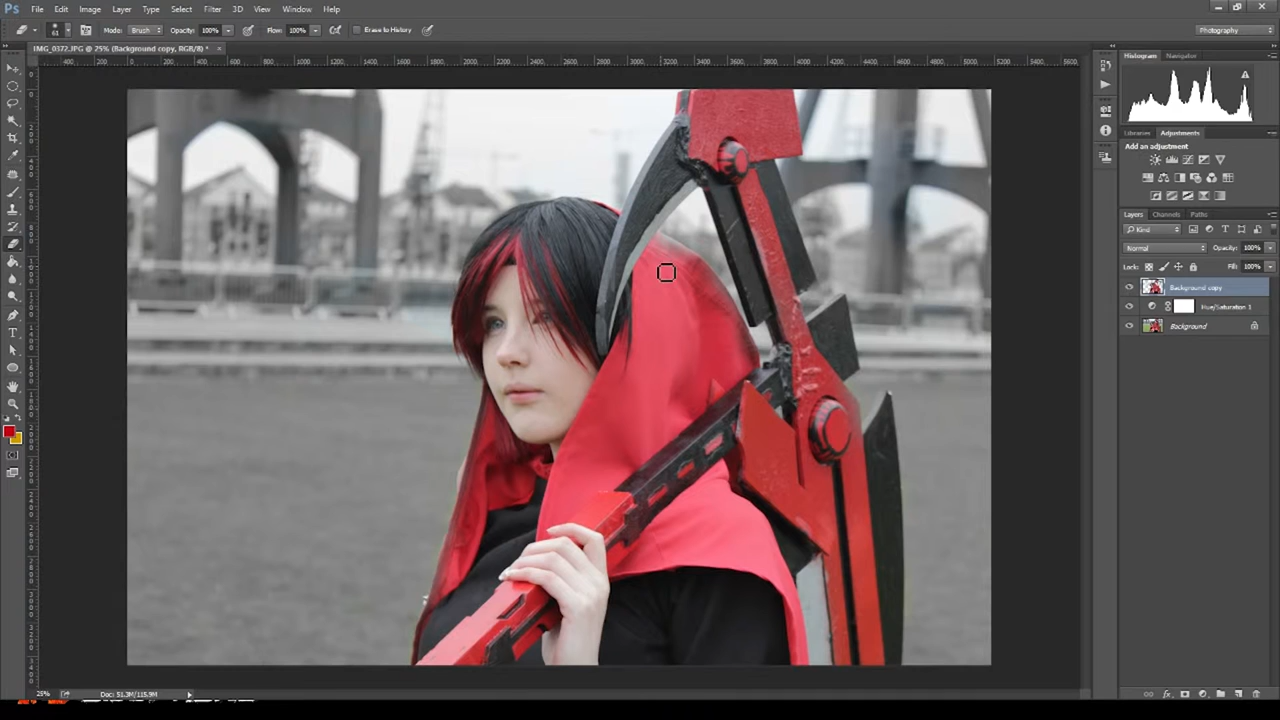 Ps File Edit Image Layer Type Select Filter 3D View Window Help
61 Mode: Brush Opacity: 100% Flow: 100% Erase to History Photography
IMG_0372.JPG @ 25% (Background copy, RGB/8) *
Histogram Navigator
Libraries Adjustments
Add an adjustment
Layers Channels Paths
Kind
Normal Opacity: 100%
Lock: Fill: 100%
Background copy
Hue/Saturation 1
Background
25% Doc: 51.3M/115.9M